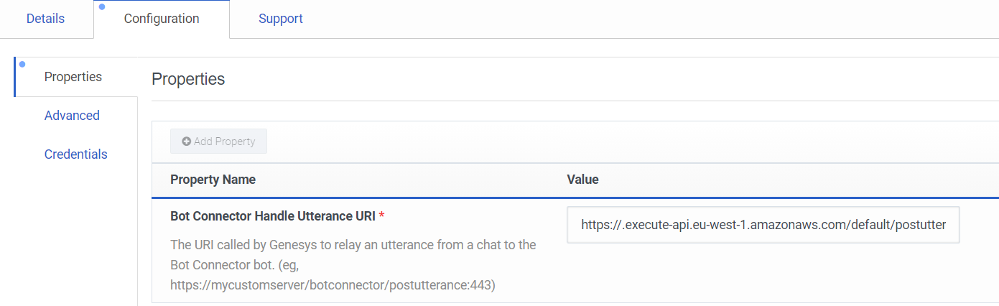 Details Configuration Support
Properties
Advanced
Credentials
Properties
Add Property
Property Name Value
Bot Connector Handle Utterance URI *
The URI called by Genesys to relay an utterance from a chat to the
Bot Connector bot. (eg,
https://mycustomserver/botconnector/postutterance:443)
https://.execute-api.eu-west-1.amazonaws.com/default/postutter